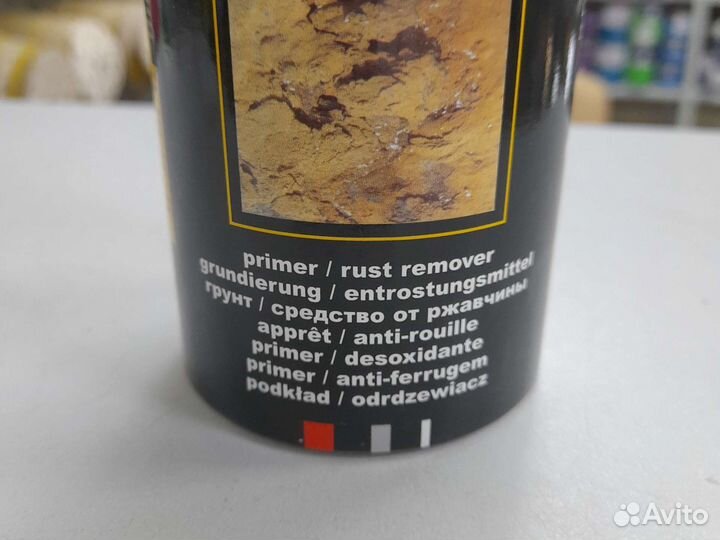 primer / rust remover
grundierung / entrostungsmittel
грунт / средство от ржавчины
apprêt / anti-rouille
primer / desoxidante
primer / anti-ferrugem
podkład / odrdzewiacz
Avito